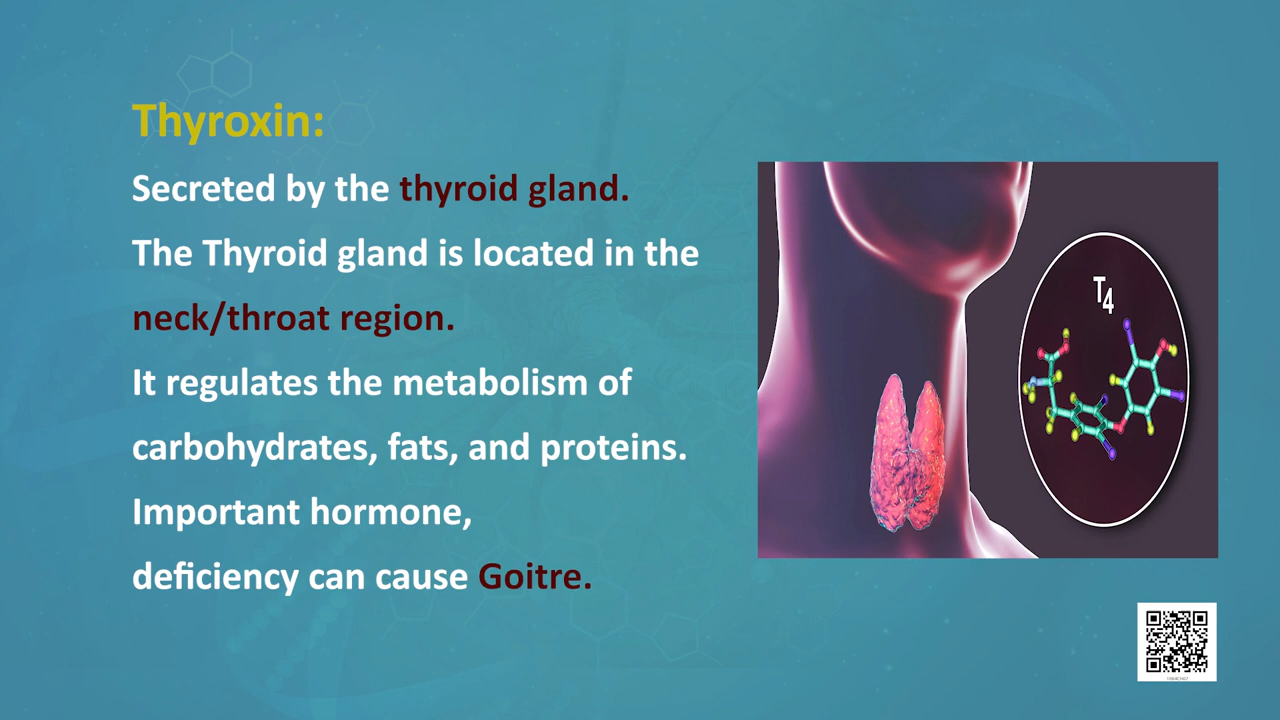 Thyroxin:
Secreted by the thyroid gland.
The Thyroid gland is located in the
neck/throat region.
It regulates the metabolism of
carbohydrates, fats, and proteins.
Important hormone,
deficiency can cause Goitre.
T4